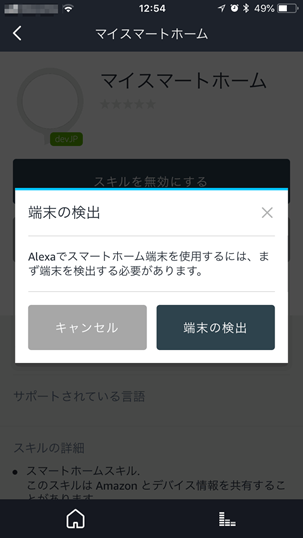 12:54
49%
マイスマートホーム
マイスマートホーム
devJP
スキルを無効にする
端末の検出
Alexaでスマートホーム端末を使用するには、ま
ず端末を検出する必要があります。
キャンセル
端末の検出
サポートされている言語
スキルの詳細
スマートホームスキル.
このスキルは Amazon とデバイス情報を共有するこ
とがあります